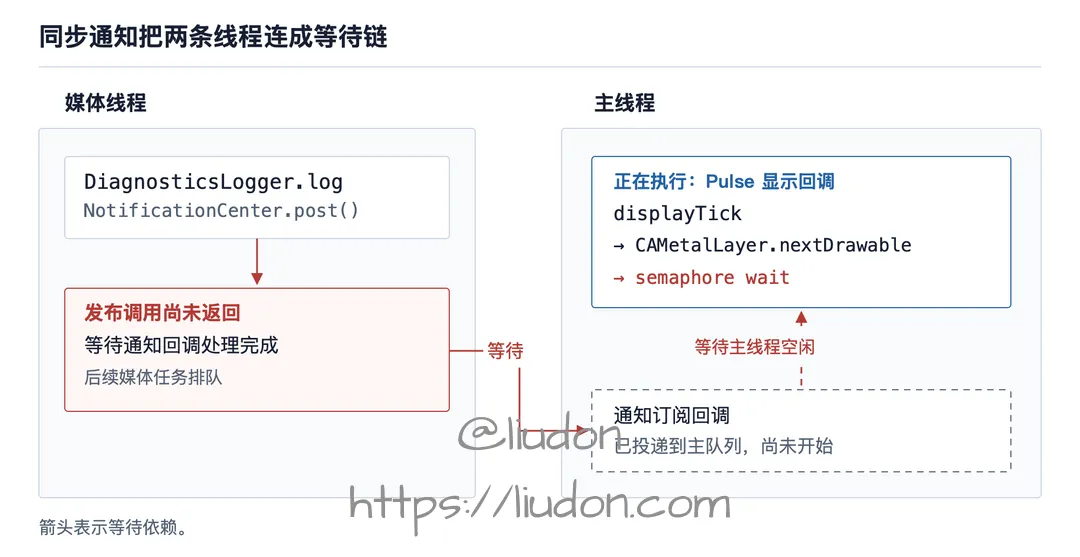 同步通知把两条线程连成等待链
媒体线程
DiagnosticsLogger.log
NotificationCenter.post()
发布调用尚未返回
等待通知回调处理完成
后续媒体任务排队
等待
主线程
正在执行：Pulse 显示回调
displayTick
→ CAMetalLayer.nextDrawable
→ semaphore wait
等待主线程空闲
通知订阅回调
已投递到主队列，尚未开始
@liudon
https://liudon.com
箭头表示等待依赖。